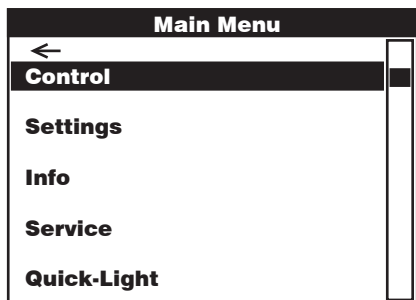 Main Menu
←
Control
Settings
Info
Service
Quick-Light